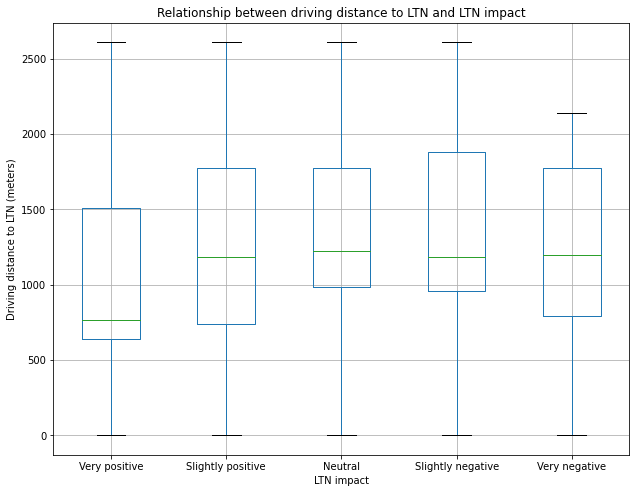 Relationship between driving distance to LTN and LTN impact
Driving distance to LTN (meters)
2500
2000
1500
1000
500
0
Very positive
Slightly positive
Neutral
Slightly negative
Very negative
LTN impact